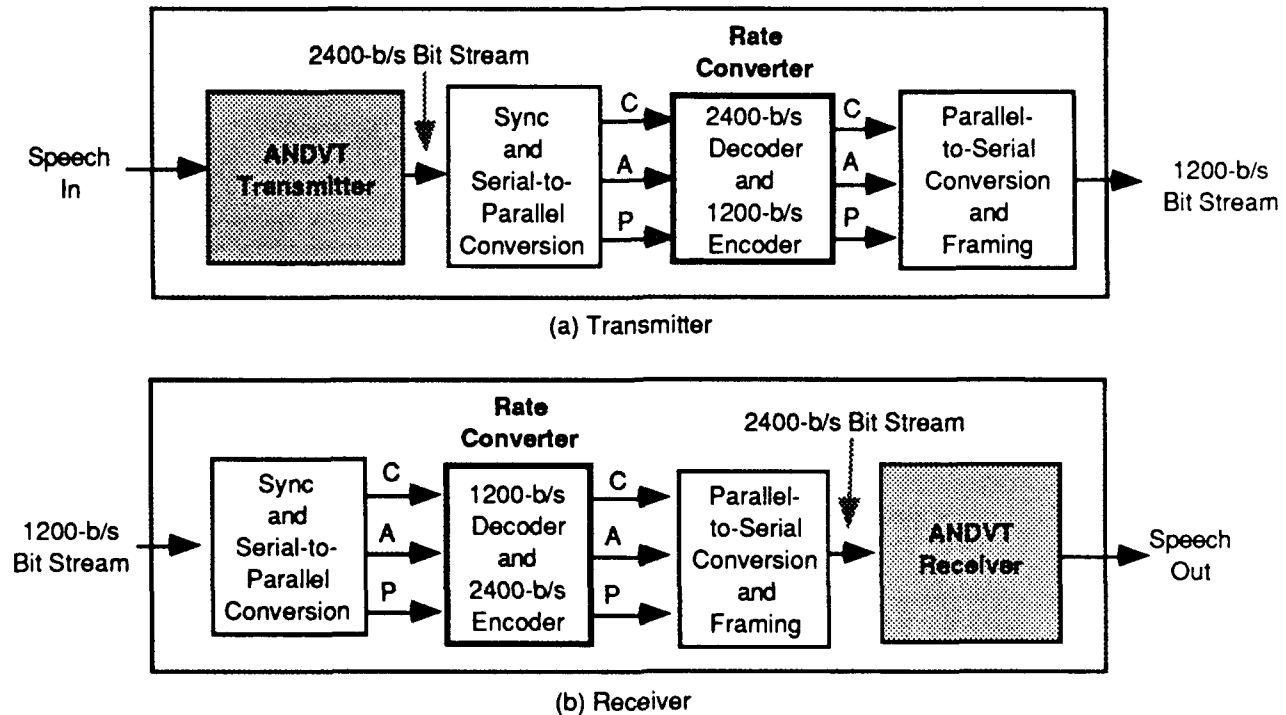 2400-b/s Bit Stream
Rate
Converter
Speech
In
ANDVT
Transmitter
Sync
and
Serial-to-
Parallel
Conversion
C
A
P
2400-b/s
Decoder
and
1200-b/s
Encoder
C
A
P
Parallel-
to-Serial
Conversion
and
Framing
1200-b/s
Bit Stream
(a) Transmitter
Rate
Converter
2400-b/s Bit Stream
1200-b/s
Bit Stream
Sync
and
Serial-to-
Parallel
Conversion
C
A
P
1200-b/s
Decoder
and
2400-b/s
Encoder
C
A
P
Parallel-
to-Serial
Conversion
and
Framing
ANDVT
Receiver
Speech
Out
(b) Receiver